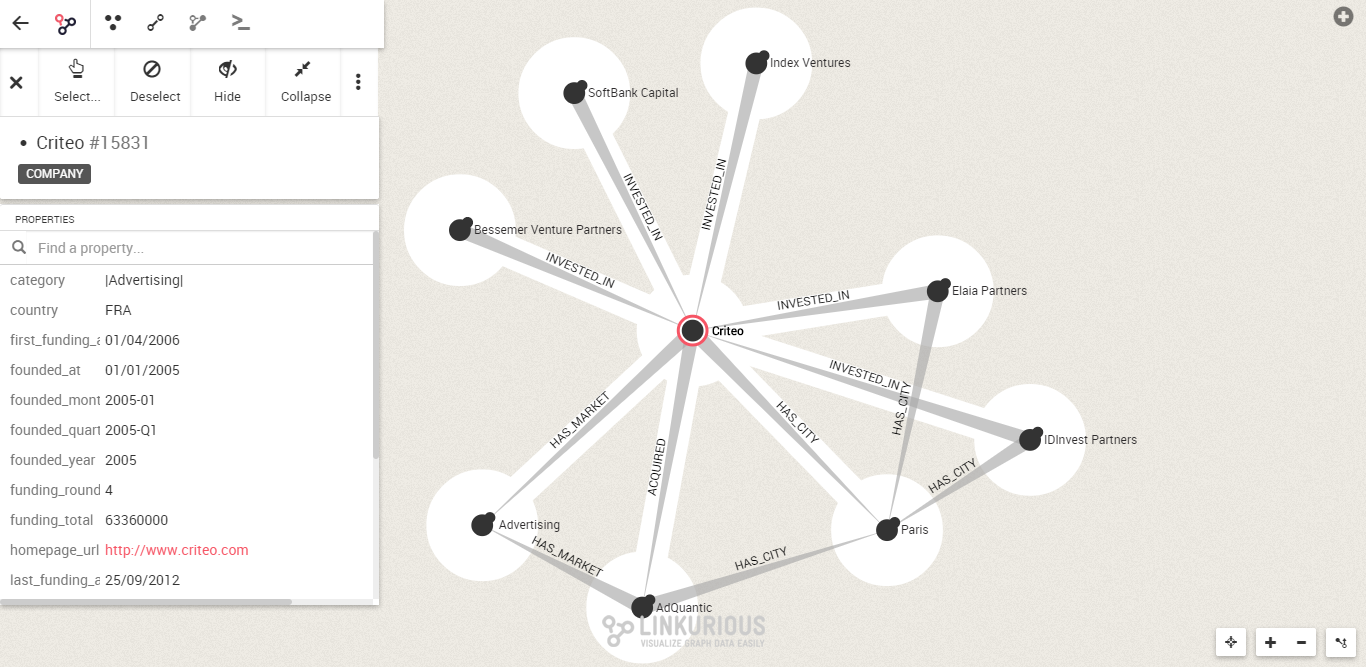 Select...
Deselect
Hide
Collapse
Criteo #15831
COMPANY
PROPERTIES
Find a property...
category |Advertising|
country FRA
first_funding_a 01/04/2006
founded_at 01/01/2005
founded_mont 2005-01
founded_quart 2005-Q1
founded_year 2005
funding_round 4
funding_total 63360000
homepage_url http://www.criteo.com
last_funding_a 25/09/2012
Index Ventures
SoftBank Capital
INVESTED_IN
INVESTED_IN
Bessemer Venture Partners
INVESTED_IN
Elaia Partners
INVESTED_IN
Criteo
INVESTED_IN
HAS_CITY
HAS_MARKET
HAS_CITY
IDInvest Partners
ACQUIRED
HAS_CITY
Advertising
Paris
HAS_MARKET
HAS_CITY
AdQuantic
LINKURIOUS
VISUALIZE GRAPH DATA EASILY